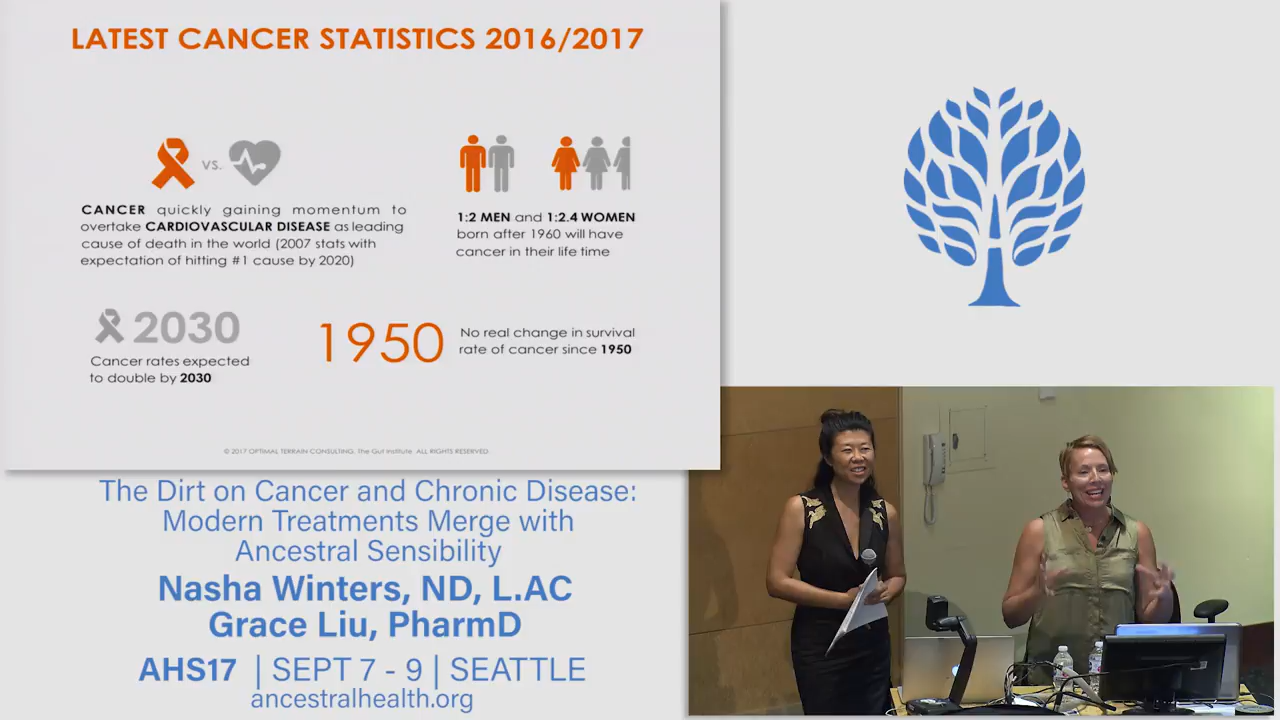 LATEST CANCER STATISTICS 2016/2017
VS.
CANCER quickly gaining momentum to
overtake CARDIOVASCULAR DISEASE as leading
cause of death in the world (2007 stats with
expectation of hitting #1 cause by 2020)
1:2 MEN and 1:2.4 WOMEN
born after 1960 will have
cancer in their life time
2030
Cancer rates expected
to double by 2030
1950
No real change in survival
rate of cancer since 1950
© 2017 OPTIMAL TERRAIN CONSULTING. The Gut Institute. ALL RIGHTS RESERVED.
The Dirt on Cancer and Chronic Disease:
Modern Treatments Merge with
Ancestral Sensibility
Nasha Winters, ND, L.AC
Grace Liu, PharmD
AHS17 | SEPT 7 - 9 | SEATTLE
ancestralhealth.org